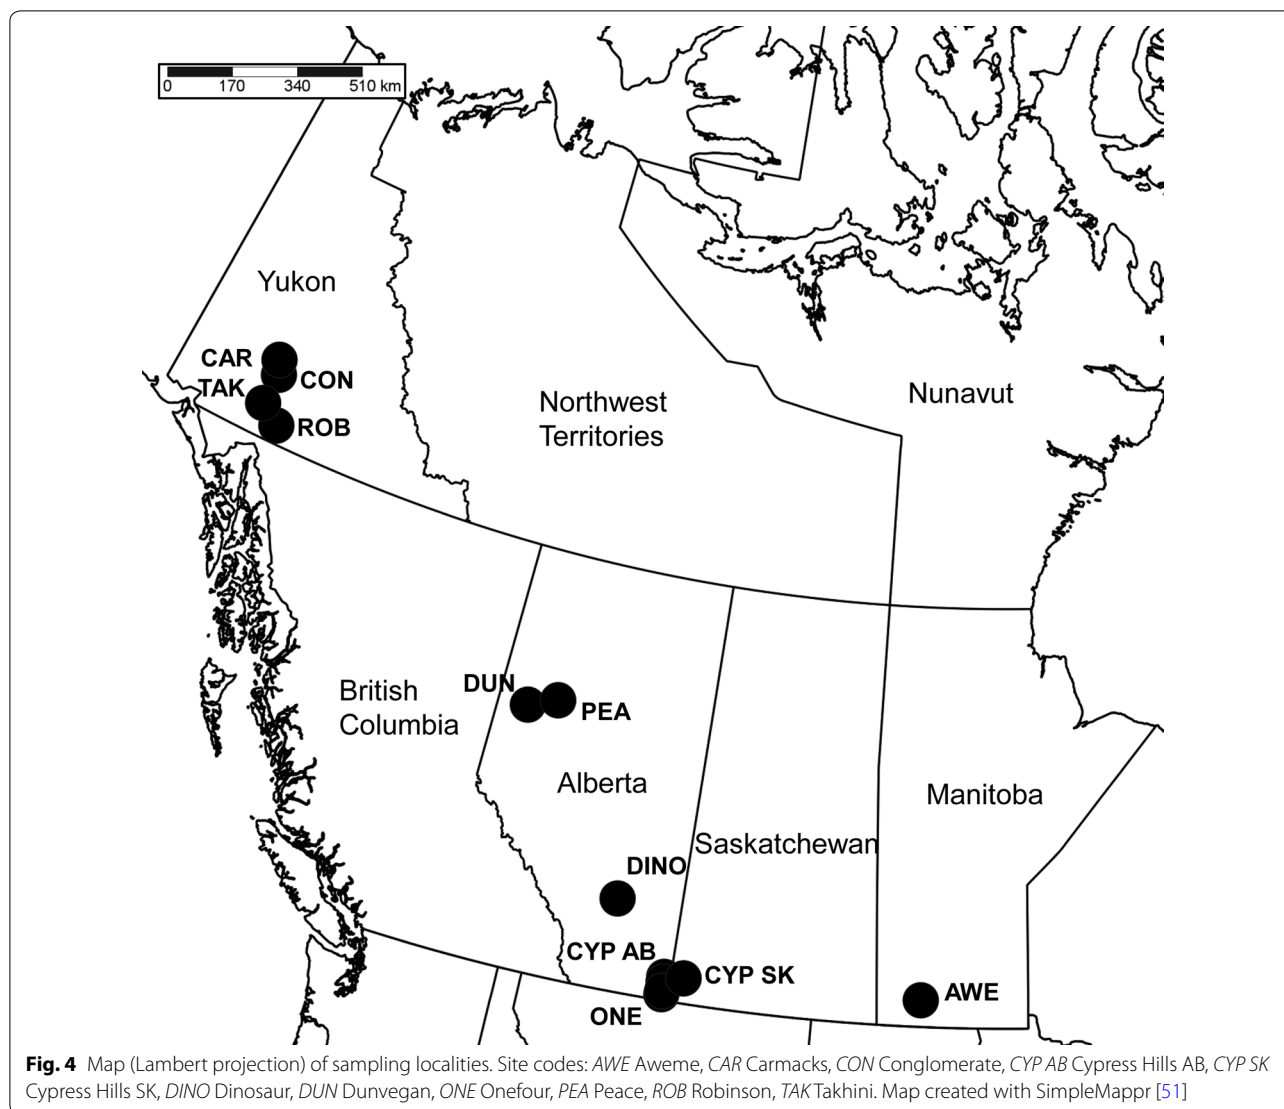 0 170 340 510 km
Yukon
CAR
CON
TAK
ROB
Northwest
Territories
Nunavut
DUN
PEA
British
Columbia
Alberta
Manitoba
Saskatchewan
DINO
CYP AB
CYP SK
ONE
AWE
Fig. 4 Map (Lambert projection) of sampling localities. Site codes: AWE Aweme, CAR Carmacks, CON Conglomerate, CYP AB Cypress Hills AB, CYP SK
Cypress Hills SK, DINO Dinosaur, DUN Dunvegan, ONE Onefour, PEA Peace, ROB Robinson, TAK Takhini. Map created with SimpleMappr [51]